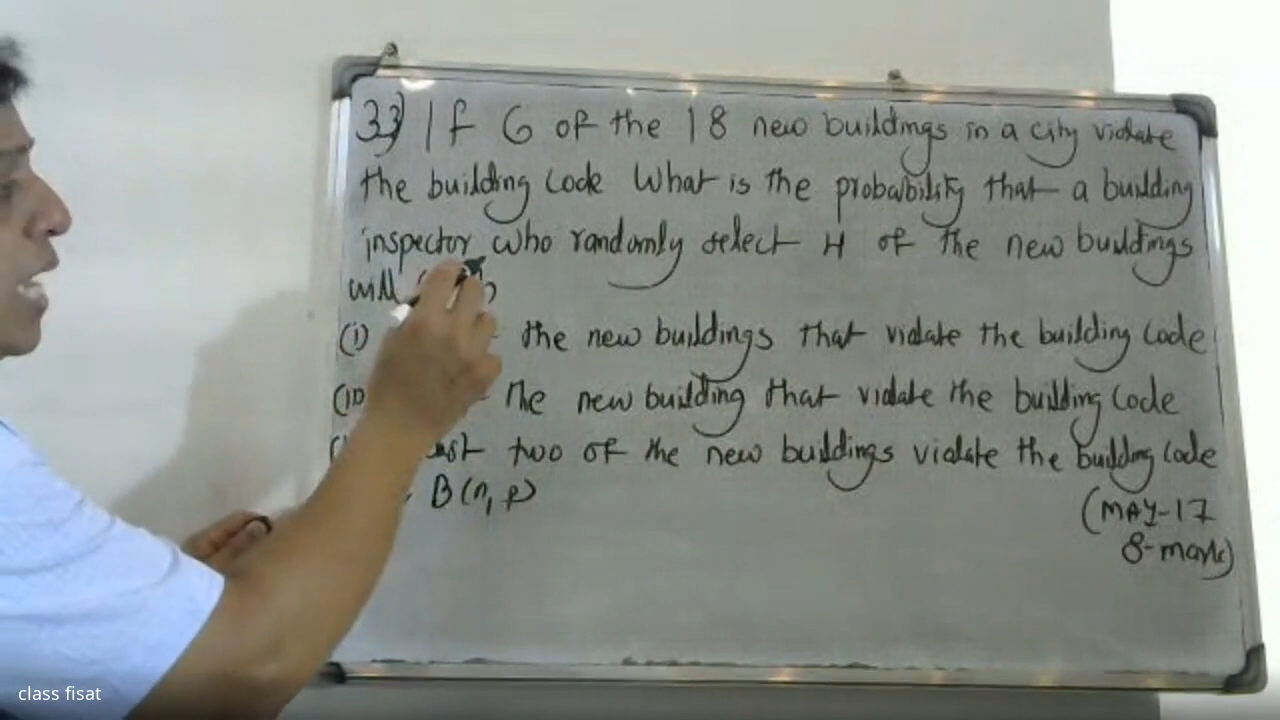 33) If 6 of the 18 new buildings in a city violate
the building Code What is the probability that a building
inspector who randomly select 4 of the new buildings
will
(i) the new buildings that violate the building Code
(ii) the new building that violate the building Code
two of the new buildings violate the building Code
B(n, p)
(MAY-17
8-mark)
class fisat